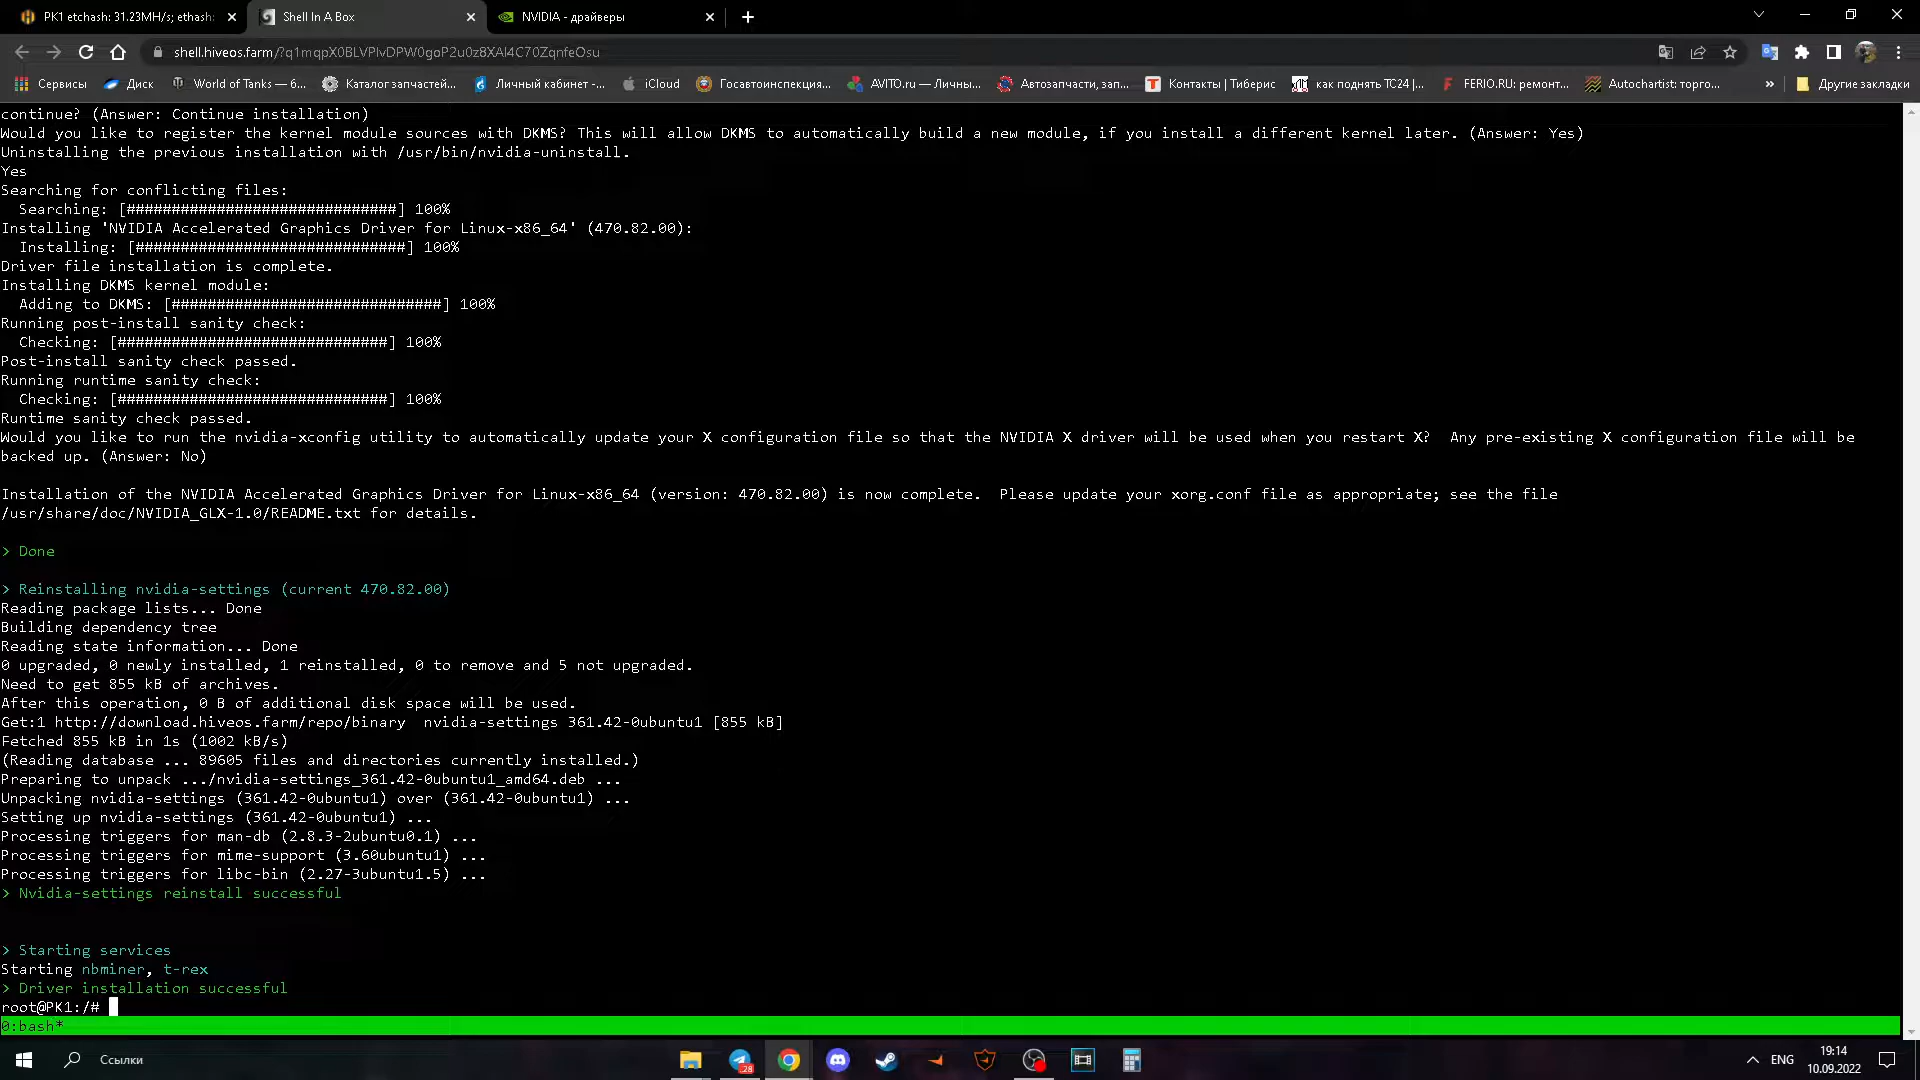 PK1 etchash: 31.23MH/s; ethash:
Shell In A Box
NVIDIA - драйверы
shell.hiveos.farm/?q1mqpX0BLVPlvDPW0goP2u0z8XAl4C70ZqnfeOsu
Сервисы
Диск
World of Tanks — б...
Каталог запчастей...
Личный кабинет -...
iCloud
Госавтоинспекция...
AVITO.ru — Личны...
Автозапчасти, зап...
Контакты | Тиберис
как поднять ТС24 |...
FERIO.RU: ремонт...
Autochartist: торго...
»
Другие закладки
continue? (Answer: Continue installation)
Would you like to register the kernel module sources with DKMS? This will allow DKMS to automatically build a new module, if you install a different kernel later. (Answer: Yes)
Uninstalling the previous installation with /usr/bin/nvidia-uninstall.
Yes
Searching for conflicting files:
Searching: [##############################] 100%
Installing 'NVIDIA Accelerated Graphics Driver for Linux-x86_64' (470.82.00):
Installing: [##############################] 100%
Driver file installation is complete.
Installing DKMS kernel module:
Adding to DKMS: [##############################] 100%
Running post-install sanity check:
Checking: [##############################] 100%
Post-install sanity check passed.
Running runtime sanity check:
Checking: [##############################] 100%
Runtime sanity check passed.
Would you like to run the nvidia-xconfig utility to automatically update your X configuration file so that the NVIDIA X driver will be used when you restart X?  Any pre-existing X configuration file will be
backed up. (Answer: No)
Installation of the NVIDIA Accelerated Graphics Driver for Linux-x86_64 (version: 470.82.00) is now complete.  Please update your xorg.conf file as appropriate; see the file
/usr/share/doc/NVIDIA_GLX-1.0/README.txt for details.
> Done
> Reinstalling nvidia-settings (current 470.82.00)
Reading package lists... Done
Building dependency tree
Reading state information... Done
0 upgraded, 0 newly installed, 1 reinstalled, 0 to remove and 5 not upgraded.
Need to get 855 kB of archives.
After this operation, 0 B of additional disk space will be used.
Get:1 http://download.hiveos.farm/repo/binary  nvidia-settings 361.42-0ubuntu1 [855 kB]
Fetched 855 kB in 1s (1002 kB/s)
(Reading database ... 89605 files and directories currently installed.)
Preparing to unpack .../nvidia-settings_361.42-0ubuntu1_amd64.deb ...
Unpacking nvidia-settings (361.42-0ubuntu1) over (361.42-0ubuntu1) ...
Setting up nvidia-settings (361.42-0ubuntu1) ...
Processing triggers for man-db (2.8.3-2ubuntu0.1) ...
Processing triggers for mime-support (3.60ubuntu1) ...
Processing triggers for libc-bin (2.27-3ubuntu1.5) ...
> Nvidia-settings reinstall successful
> Starting services
Starting nbminer, t-rex
> Driver installation successful
root@PK1:/#
0:bash*
Ссылки
28
ENG
19:14
10.09.2022